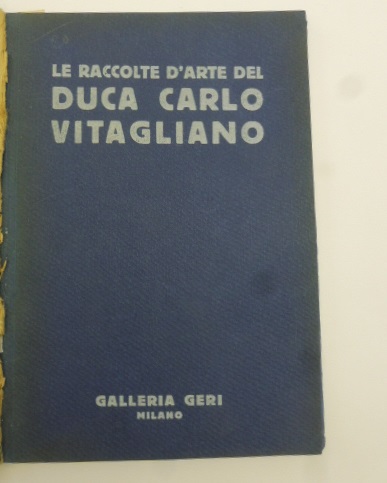 LE RACCOLTE D'ARTE DEL
DUCA CARLO
VITAGLIANO
GALLERIA GERI
MILANO